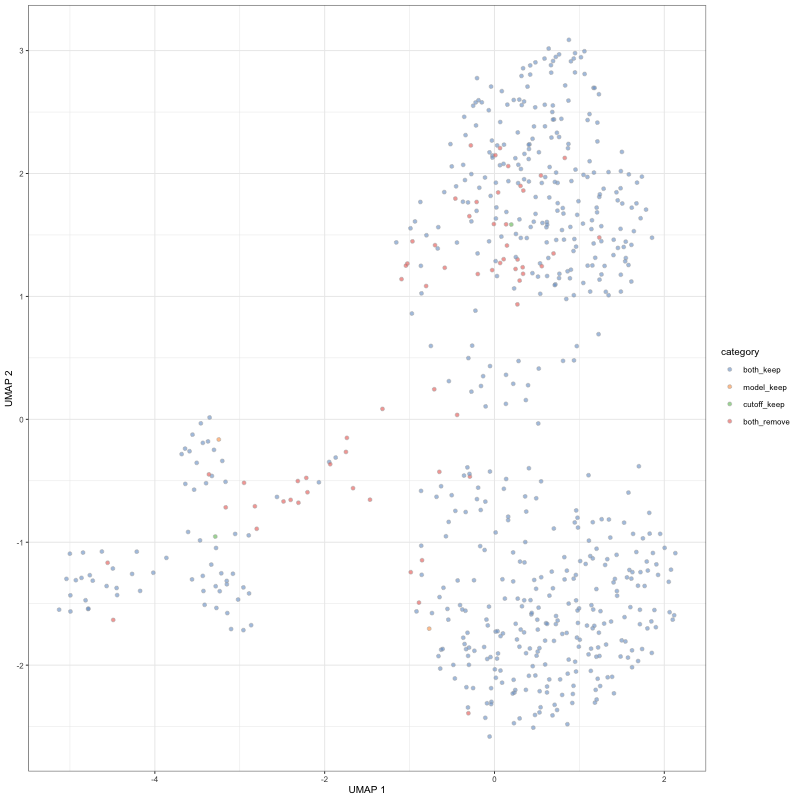 3
2
1
0
-1
-2
UMAP 2
-4
-2
0
2
UMAP 1
category
both_keep
model_keep
cutoff_keep
both_remove